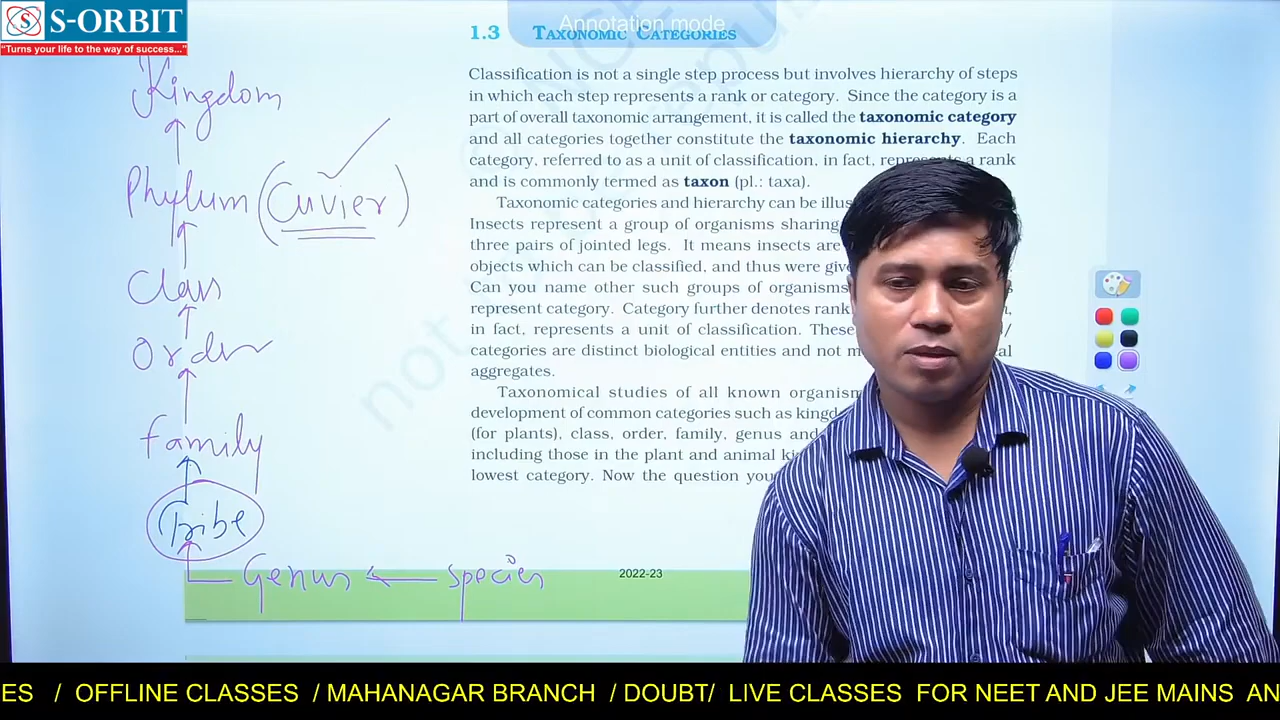 S-ORBIT
"Turns your life to the way of success..."
Annotation mode
1.3 TAXONOMIC CATEGORIES
Classification is not a single step process but involves hierarchy of steps
in which each step represents a rank or category. Since the category is a
part of overall taxonomic arrangement, it is called the taxonomic category
and all categories together constitute the taxonomic hierarchy. Each
category, referred to as a unit of classification, in fact, represents a rank
and is commonly termed as taxon (pl.: taxa).
Taxonomic categories and hierarchy can be
Insects represent a group of organisms sharing
three pairs of jointed legs. It means insects are
objects which can be classified, and thus were
Can you name other such groups of organisms
represent category. Category further denotes
in fact, represents a unit of classification. These
categories are distinct biological entities and not
aggregates.
Taxonomical studies of all known
development of common categories such as
(for plants), class, order, family, genus
including those in the plant and animal
lowest category. Now the question
2022-23
Kingdom
Phylum (Cuvier)
Class
Order
family
Tribe
Genus species
ES / OFFLINE CLASSES / MAHANAGAR BRANCH / DOUBT/ LIVE CLASSES FOR NEET AND JEE MAINS AN